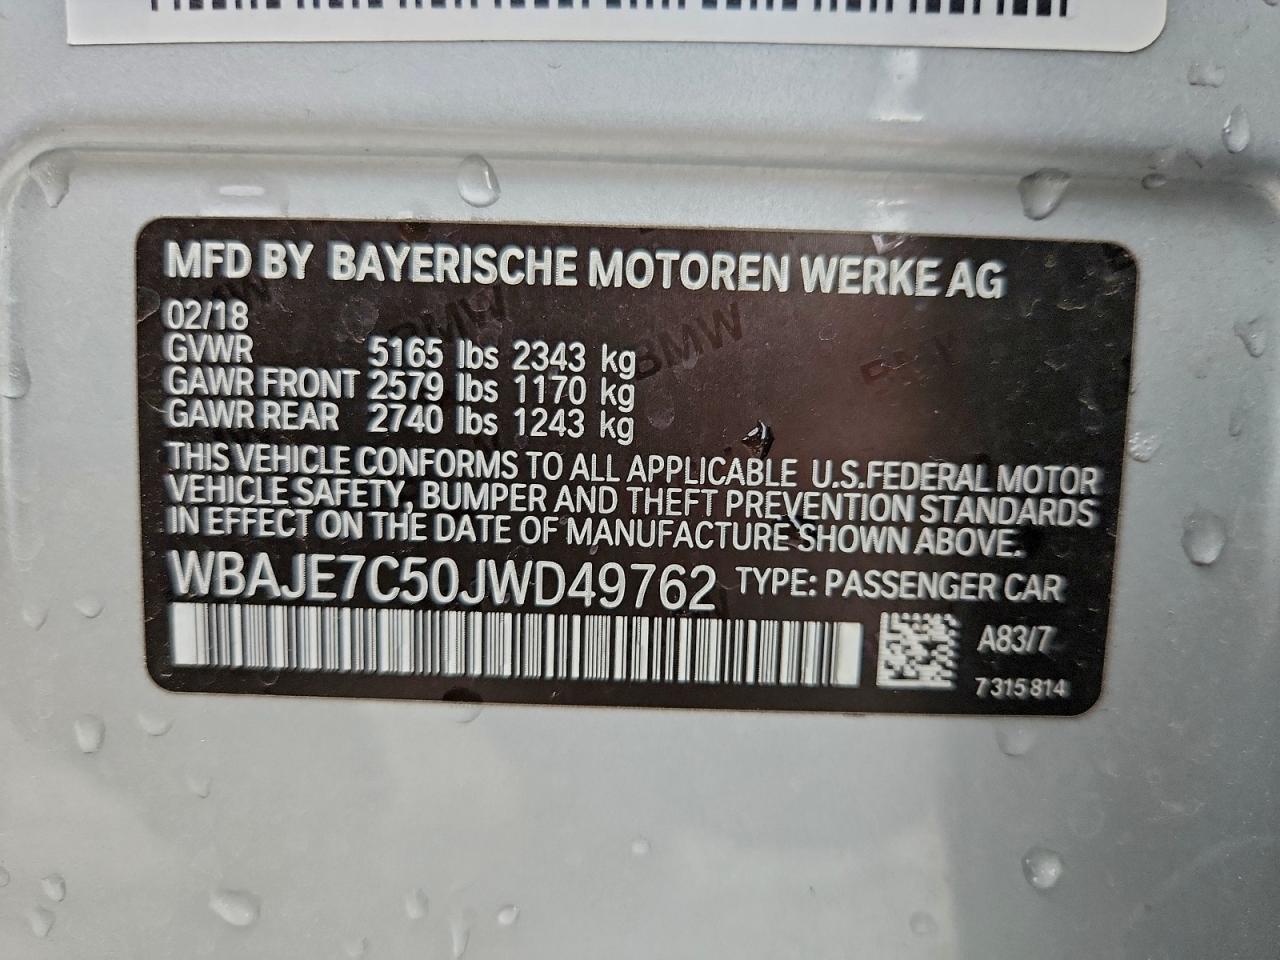 MFD BY BAYERISCHE MOTOREN WERKE AG
02/18
GVWR 5165 lbs 2343 kg
GAWR FRONT 2579 lbs 1170 kg
GAWR REAR 2740 lbs 1243 kg
THIS VEHICLE CONFORMS TO ALL APPLICABLE U.S.FEDERAL MOTOR
VEHICLE SAFETY, BUMPER AND THEFT PREVENTION STANDARDS
IN EFFECT ON THE DATE OF MANUFACTURE SHOWN ABOVE.
WBAJE7C50JWD49762 TYPE: PASSENGER CAR
A83/7
7 315 814
BMW
BMW
BMW